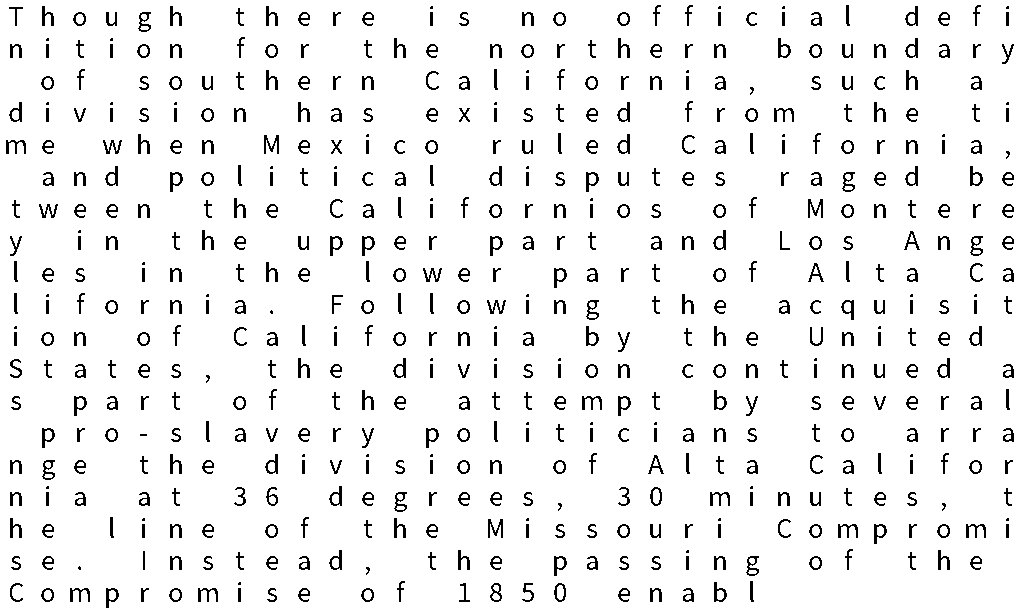 Though there is no official defi
nition for the northern boundary
 of southern California, such a 
division has existed from the ti
me when Mexico ruled California,
 and political disputes raged be
tween the Californios of Montere
y in the upper part and Los Ange
les in the lower part of Alta Ca
lifornia. Following the acquisit
ion of California by the United 
States, the division continued a
s part of the attempt by several
 pro-slavery politicians to arra
nge the division of Alta Califor
nia at 36 degrees, 30 minutes, t
he line of the Missouri Compromi
se. Instead, the passing of the 
Compromise of 1850 enabl